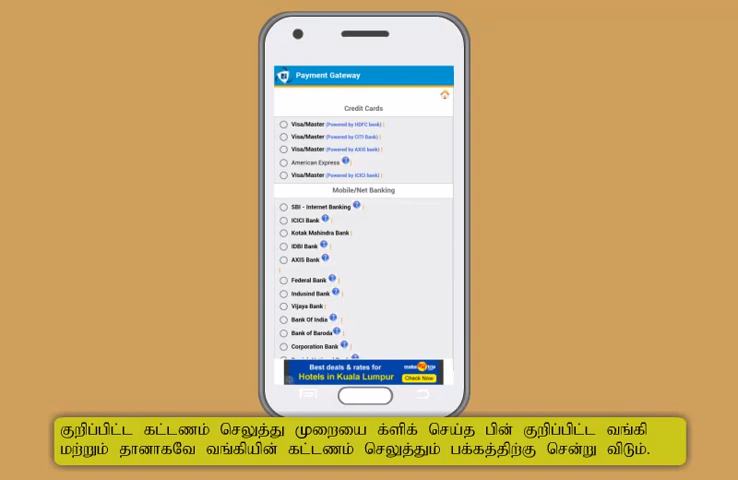 Payment Gateway
Credit Cards
Visa/Master (Powered by HDFC bank) |
Visa/Master (Powered by CITI Bank) |
Visa/Master (Powered by AXIS bank) |
American Express |
Visa/Master (Powered by ICICI bank) |
Mobile/Net Banking
SBI - Internet Banking |
ICICI Bank |
Kotak Mahindra Bank |
IDBI Bank |
AXIS Bank
|
Federal Bank |
Indusind Bank |
Vijaya Bank |
Bank Of India |
Bank of Baroda |
Corporation Bank |
Best deals & rates for
Hotels in Kuala Lumpur
make my trip
Check Now
குறிப்பிட்ட கட்டணம் செலுத்து முறையை க்ளிக் செய்த பின் குறிப்பிட்ட வங்கி
மற்றும் தானாகவே வங்கியின் கட்டணம் செலுத்தும் பக்கத்திற்கு சென்று விடும்.